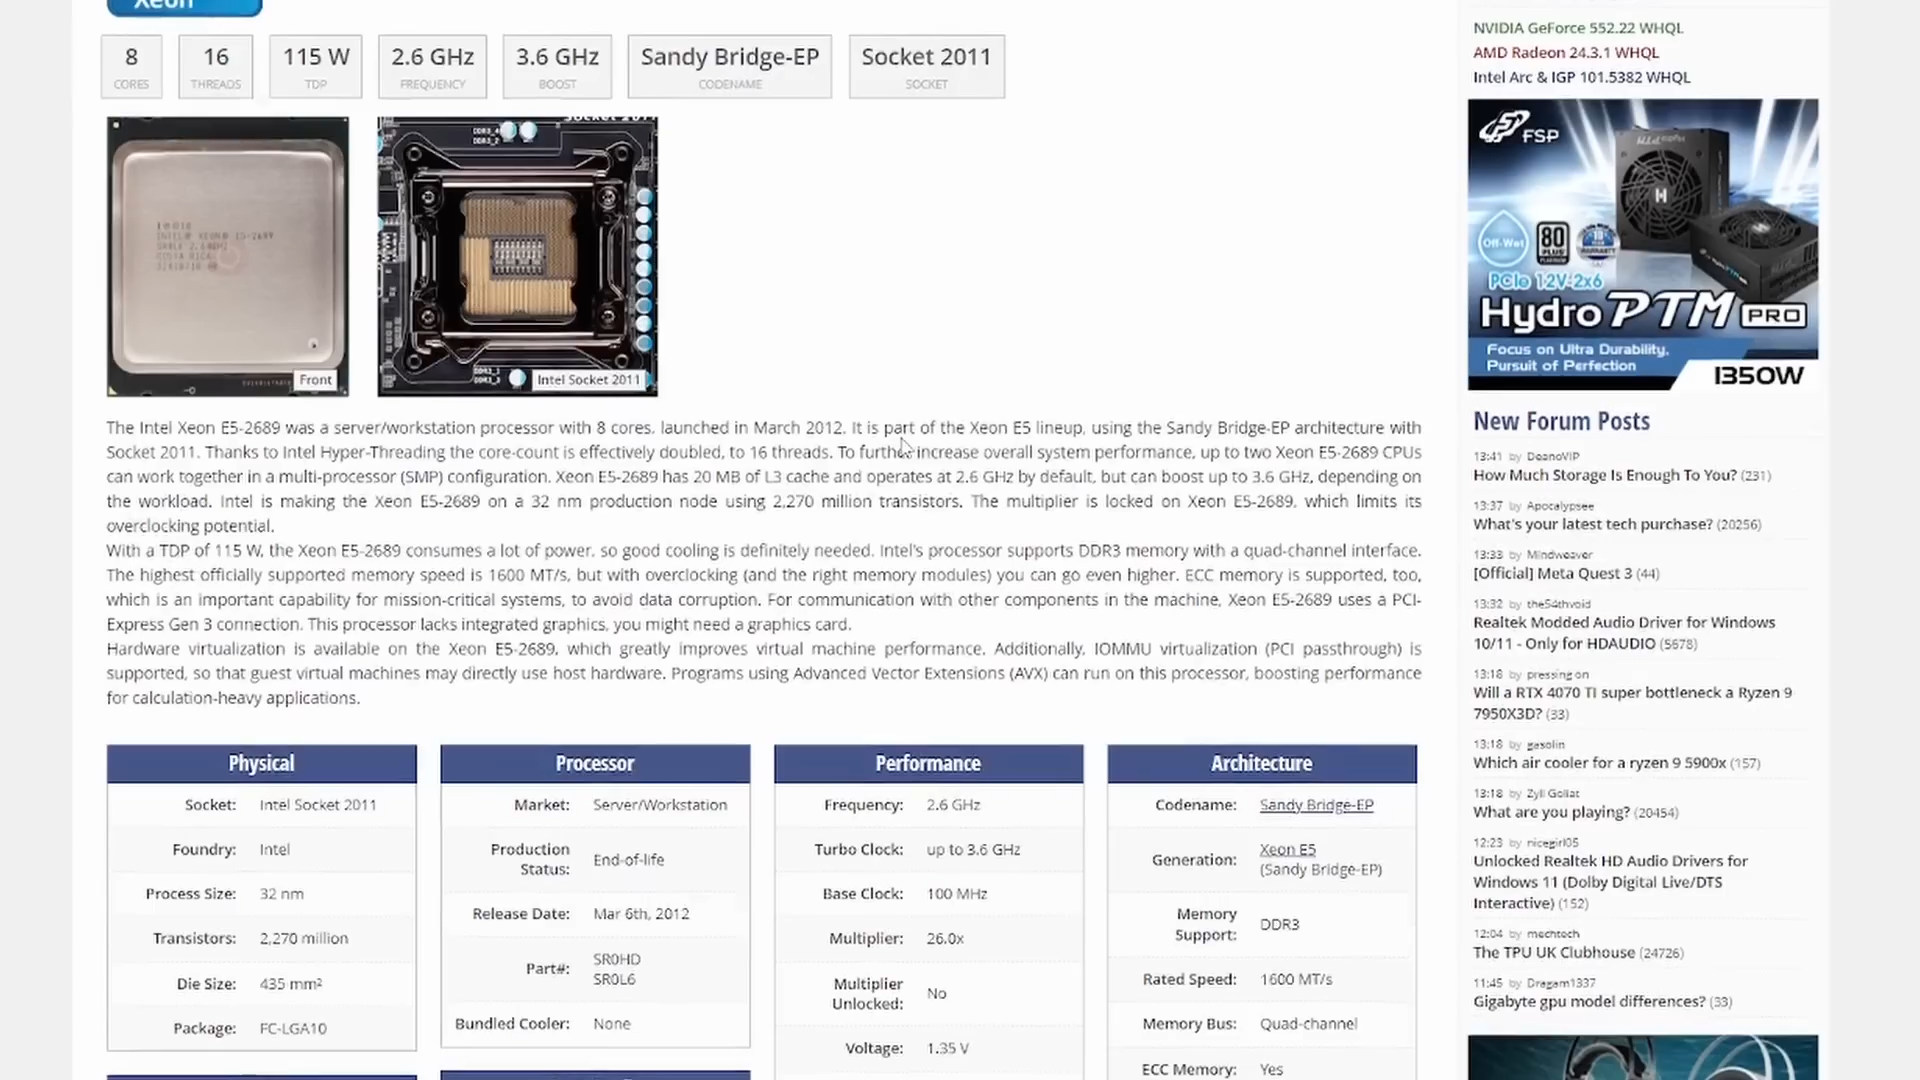 Xeon
8
CORES
16
THREADS
115 W
TDP
2.6 GHz
FREQUENCY
3.6 GHz
BOOST
Sandy Bridge-EP
CODENAME
Socket 2011
SOCKET
Front
Intel Socket 2011
The Intel Xeon E5-2689 was a server/workstation processor with 8 cores, launched in March 2012. It is part of the Xeon E5 lineup, using the Sandy Bridge-EP architecture with
Socket 2011. Thanks to Intel Hyper-Threading the core-count is effectively doubled, to 16 threads. To further increase overall system performance, up to two Xeon E5-2689 CPUs
can work together in a multi-processor (SMP) configuration. Xeon E5-2689 has 20 MB of L3 cache and operates at 2.6 GHz by default, but can boost up to 3.6 GHz, depending on
the workload. Intel is making the Xeon E5-2689 on a 32 nm production node using 2,270 million transistors. The multiplier is locked on Xeon E5-2689, which limits its
overclocking potential.
With a TDP of 115 W, the Xeon E5-2689 consumes a lot of power, so good cooling is definitely needed. Intel's processor supports DDR3 memory with a quad-channel interface.
The highest officially supported memory speed is 1600 MT/s, but with overclocking (and the right memory modules) you can go even higher. ECC memory is supported, too,
which is an important capability for mission-critical systems, to avoid data corruption. For communication with other components in the machine, Xeon E5-2689 uses a PCI-
Express Gen 3 connection. This processor lacks integrated graphics, you might need a graphics card.
Hardware virtualization is available on the Xeon E5-2689, which greatly improves virtual machine performance. Additionally, IOMMU virtualization (PCI passthrough) is
supported, so that guest virtual machines may directly use host hardware. Programs using Advanced Vector Extensions (AVX) can run on this processor, boosting performance
for calculation-heavy applications.
Physical
Socket: Intel Socket 2011
Foundry: Intel
Process Size: 32 nm
Transistors: 2,270 million
Die Size: 435 mm²
Package: FC-LGA10
Processor
Market: Server/Workstation
Production
Status: End-of-life
Release Date: Mar 6th, 2012
Part#: SR0HD
SR0L6
Bundled Cooler: None
Performance
Frequency: 2.6 GHz
Turbo Clock: up to 3.6 GHz
Base Clock: 100 MHz
Multiplier: 26.0x
Multiplier
Unlocked: No
Voltage: 1.35 V
Architecture
Codename: Sandy Bridge-EP
Generation: Xeon E5
(Sandy Bridge-EP)
Memory
Support: DDR3
Rated Speed: 1600 MT/s
Memory Bus: Quad-channel
ECC Memory: Yes
NVIDIA GeForce 552.22 WHQL
AMD Radeon 24.3.1 WHQL
Intel Arc & IGP 101.5382 WHQL
FSP
Off-Wet
80
PLUS
PLATINUM
PCIe 12V-2x6
Hydro PTM PRO
Focus on Ultra Durability,
Pursuit of Perfection
1350W
New Forum Posts
13:41 by DeanoVIP
How Much Storage Is Enough To You? (231)
13:37 by Apocalypsee
What's your latest tech purchase? (20256)
13:33 by Mindweaver
[Official] Meta Quest 3 (44)
13:32 by the54thvoid
Realtek Modded Audio Driver for Windows
10/11 - Only for HDAUDIO (5678)
13:18 by pressing on
Will a RTX 4070 TI super bottleneck a Ryzen 9
7950X3D? (33)
13:18 by gasolin
Which air cooler for a ryzen 9 5900x (157)
13:18 by Zyll Goliat
What are you playing? (20454)
12:23 by nicegirl05
Unlocked Realtek HD Audio Drivers for
Windows 11 (Dolby Digital Live/DTS
Interactive) (152)
12:04 by mechtech
The TPU UK Clubhouse (24726)
11:45 by Dragam1337
Gigabyte gpu model differences? (33)